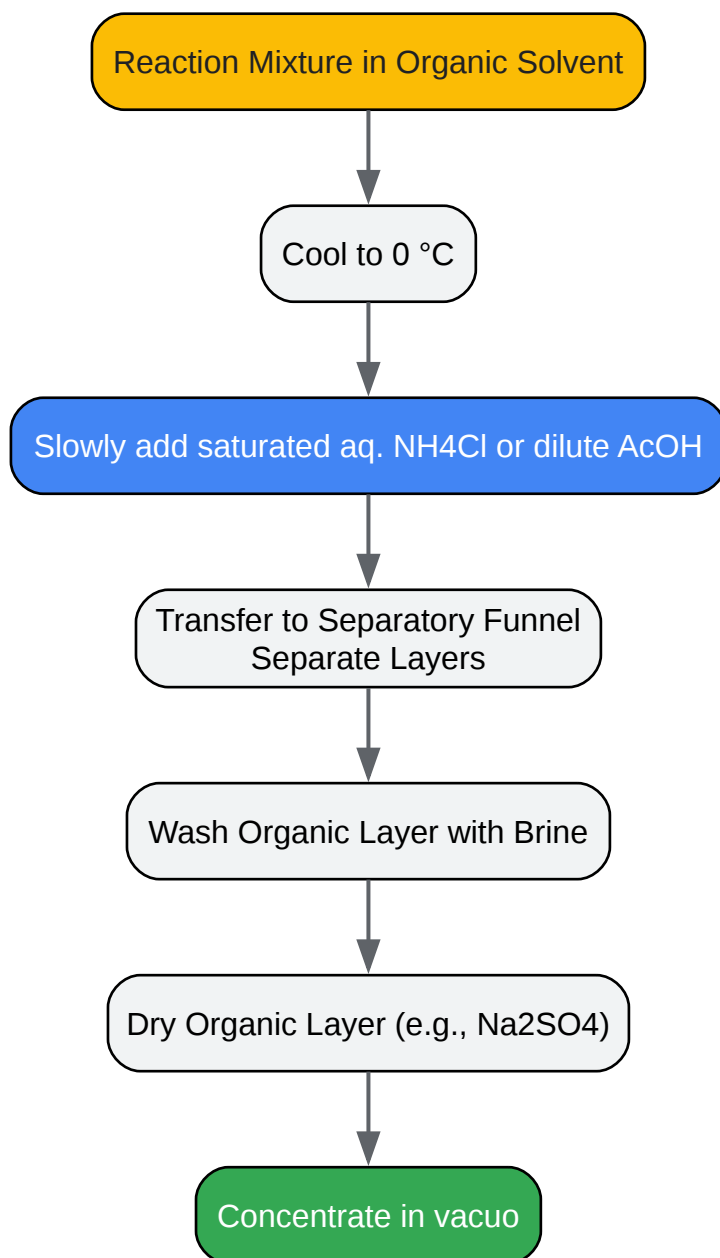 Reaction Mixture in Organic Solvent
Cool to 0 °C
Slowly add saturated aq. NH4Cl or dilute AcOH
Transfer to Separatory Funnel
Separate Layers
Wash Organic Layer with Brine
Dry Organic Layer (e.g., Na2SO4)
Concentrate in vacuo